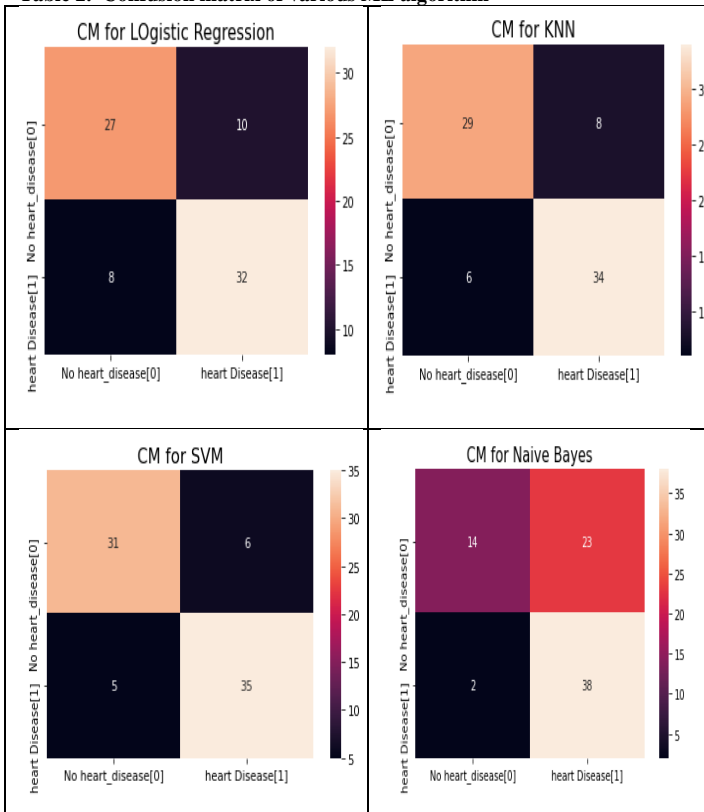 CM for LOgistic Regression
No heart_disease[0]
heart Disease[1]
27
10
8
32
No heart_disease[0]
heart Disease[1]
30
25
20
15
10
CM for KNN
No heart_disease[0]
heart Disease[1]
29
8
6
34
No heart_disease[0]
heart Disease[1]
CM for SVM
No heart_disease[0]
heart Disease[1]
31
6
5
35
No heart_disease[0]
heart Disease[1]
35
30
25
20
15
10
5
CM for Naive Bayes
No heart_disease[0]
heart Disease[1]
14
23
2
38
No heart_disease[0]
heart Disease[1]
35
30
25
20
15
10
5